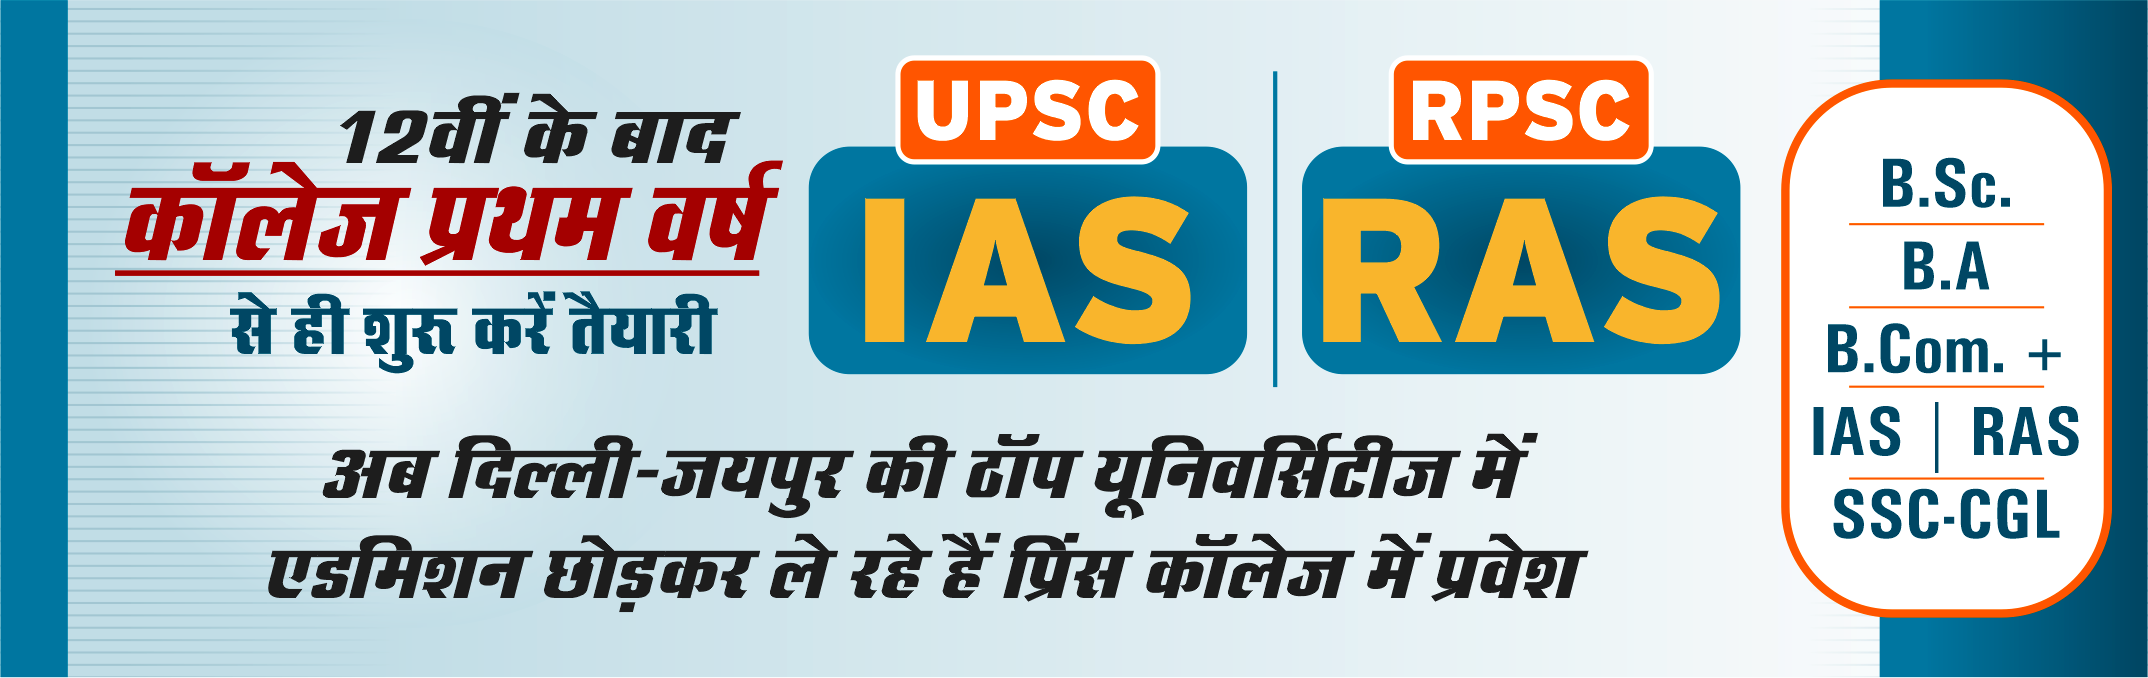 12वीं के बाद
कॉलेज प्रथम वर्ष
से ही शुरू करें तैयारी
UPSC
IAS
RPSC
RAS
अब दिल्ली-जयपुर की टॉप यूनिवर्सिटीज में
एडमिशन छोड़कर ले रहे हैं प्रिंस कॉलेज में प्रवेश
B.Sc.
B.A
B.Com. +
IAS | RAS
SSC-CGL